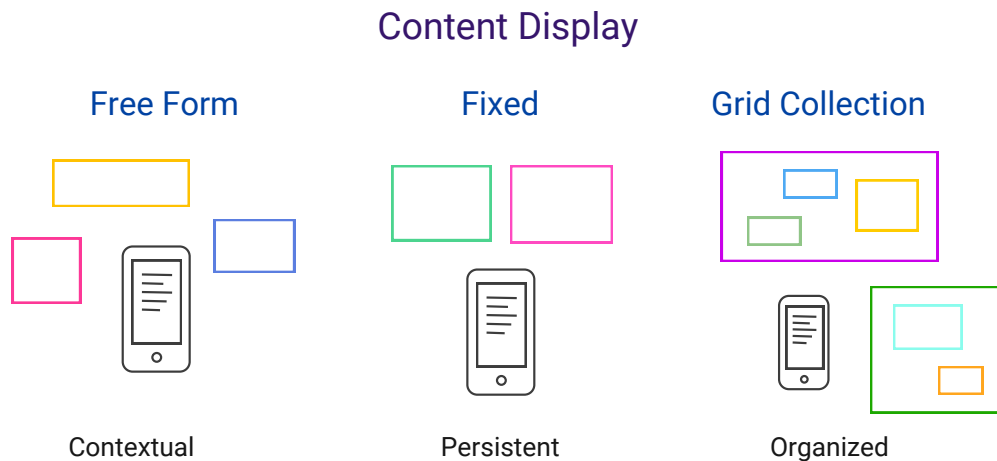 Content Display
Free Form
Fixed
Grid Collection
Contextual
Persistent
Organized